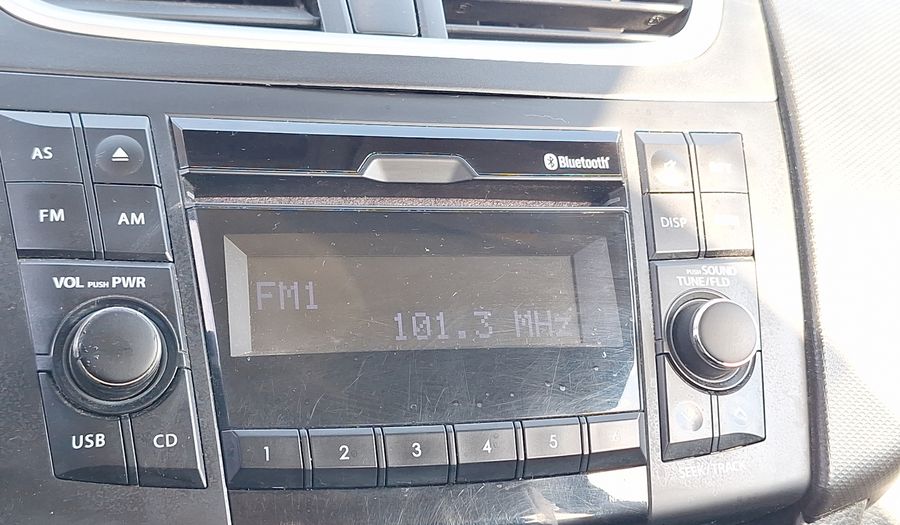 AS
FM
AM
Bluetooth
DISP
VOL PUSH PWR
PUSH SOUND
TUNE/FLD
FM1
101.3 MHz
USB
CD
1
2
3
4
5
6
SEEK/TRACK